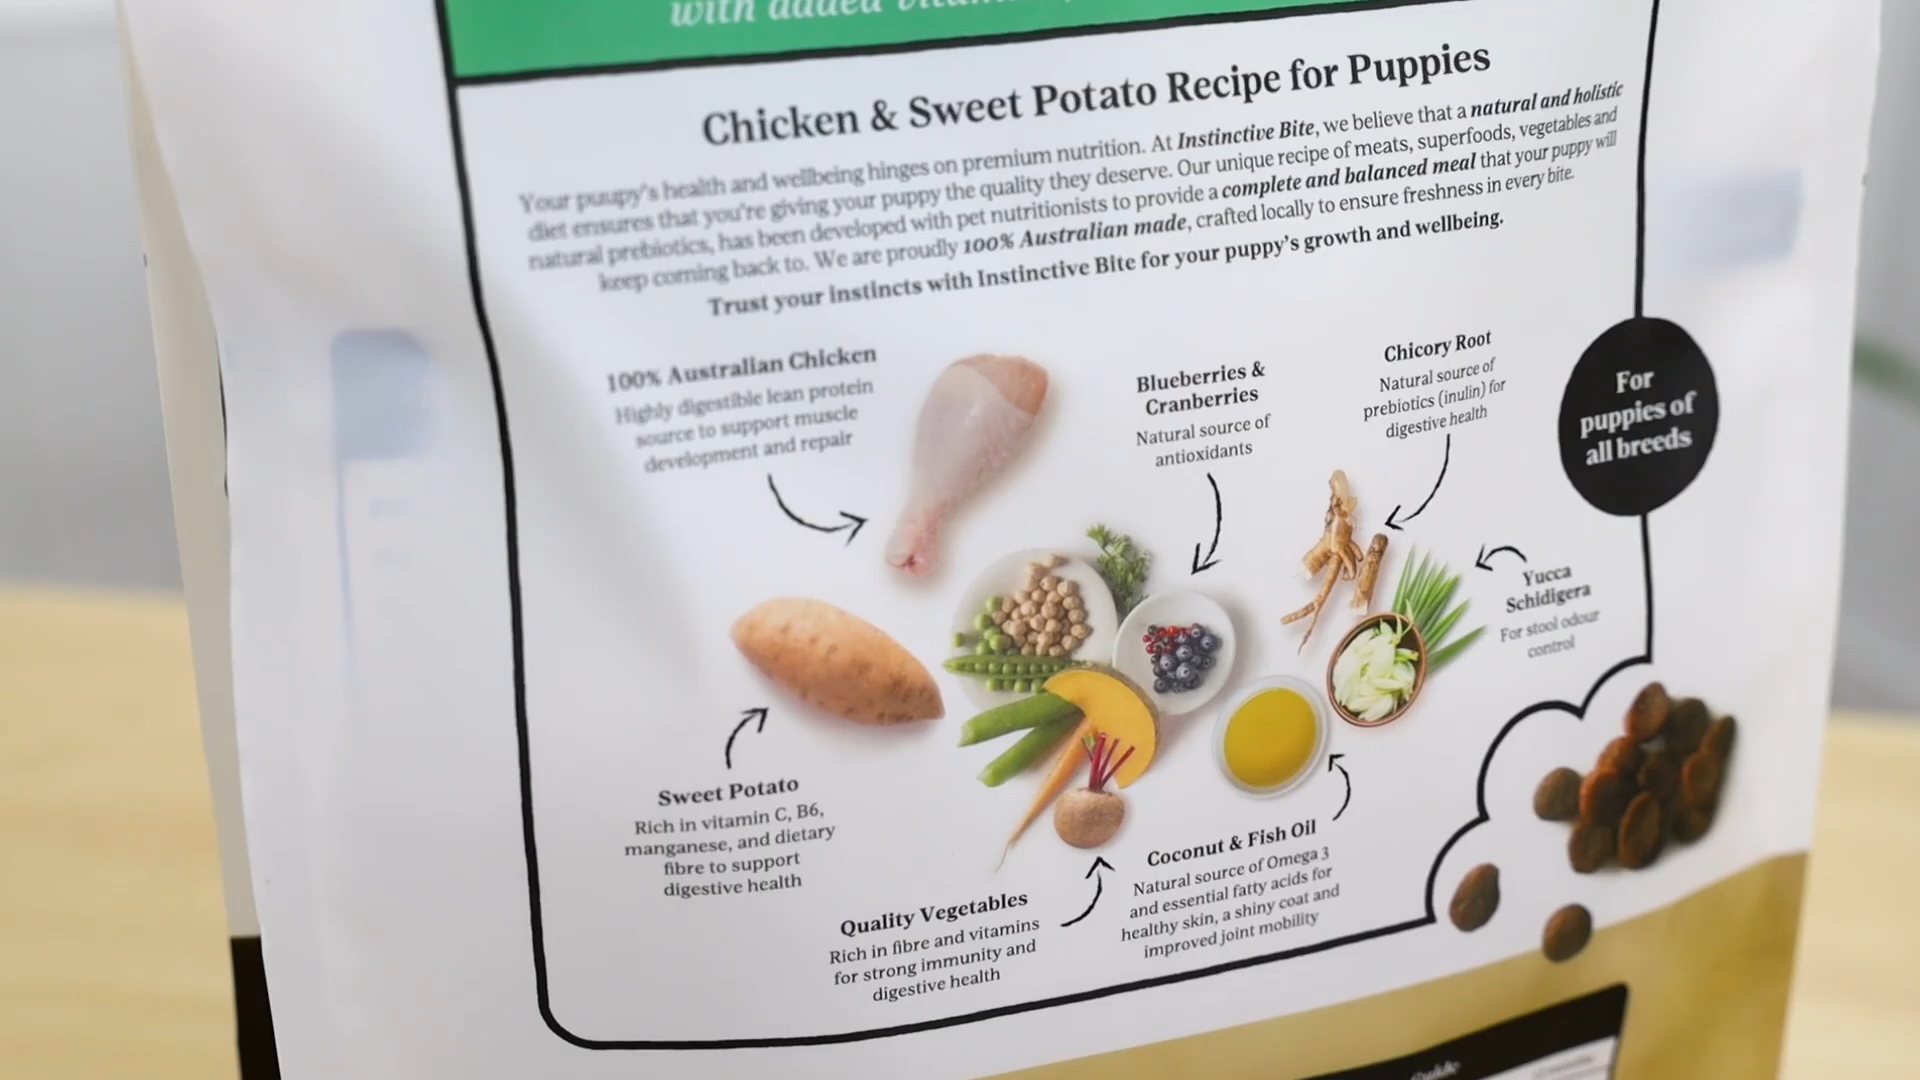 with added
Chicken & Sweet Potato Recipe for Puppies
Your puupy's health and wellbeing hinges on premium nutrition. At Instinctive Bite, we believe that a natural and holistic
diet ensures that you're giving your puppy the quality they deserve. Our unique recipe of meats, superfoods, vegetables and
natural prebiotics, has been developed with pet nutritionists to provide a complete and balanced meal that your puppy will
keep coming back to. We are proudly 100% Australian made, crafted locally to ensure freshness in every bite.
Trust your instincts with Instinctive Bite for your puppy's growth and wellbeing.
100% Australian Chicken
Highly digestible lean protein
source to support muscle
development and repair
Blueberries &
Cranberries
Natural source of
antioxidants
Chicory Root
Natural source of
prebiotics (inulin) for
digestive health
For
puppies of
all breeds
Yucca
Schidigera
For stool odour
control
Sweet Potato
Rich in vitamin C, B6,
manganese, and dietary
fibre to support
digestive health
Quality Vegetables
Rich in fibre and vitamins
for strong immunity and
digestive health
Coconut & Fish Oil
Natural source of Omega 3
and essential fatty acids for
healthy skin, a shiny coat and
improved joint mobility